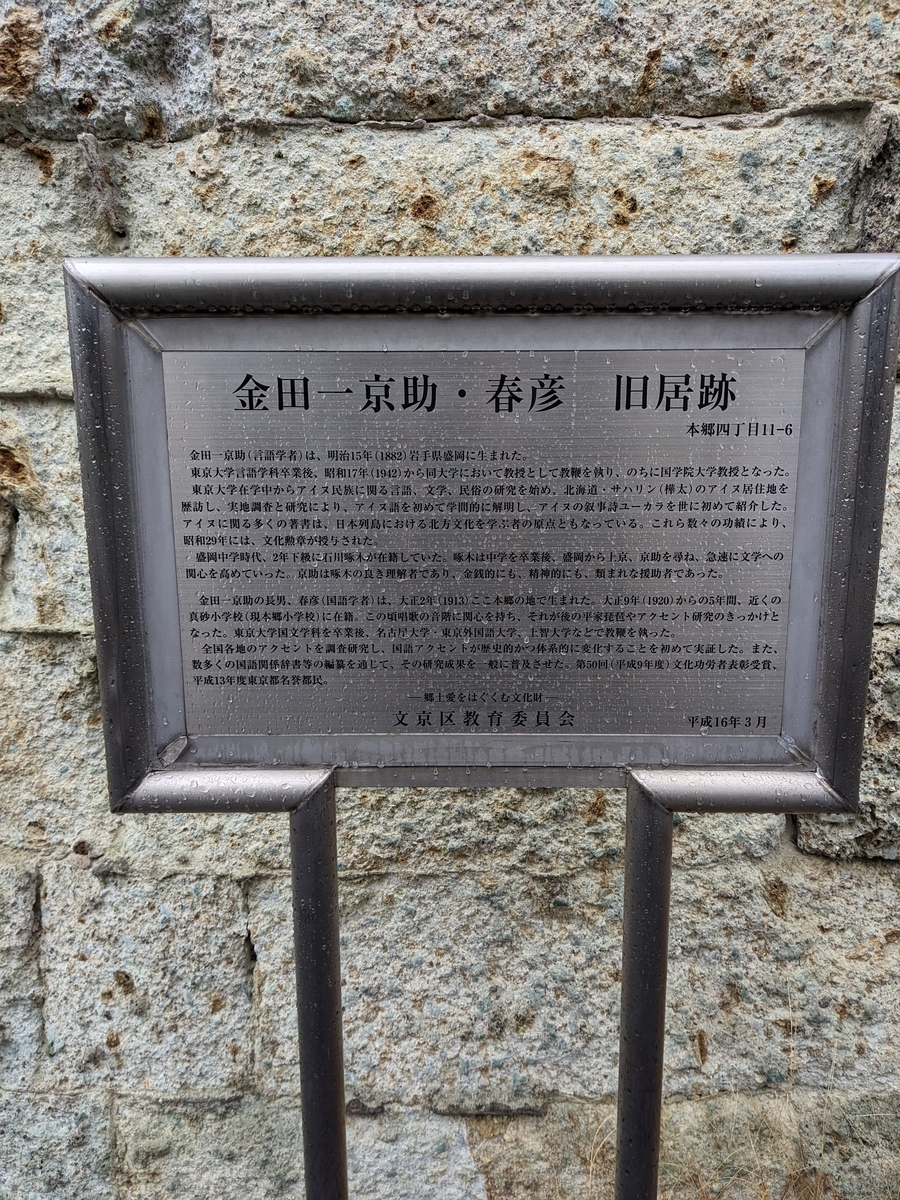 金田一京助・春彦　旧居跡
本郷四丁目11-6
金田一京助(言語学者)は、明治15年(1882)岩手県盛岡に生まれた。
東京大学言語学科卒業後、昭和17年(1942)から同大学において教授として教鞭を執り、のちに国学院大学教授となった。
東京大学在学中からアイヌ民族に関る言語、文学、民俗の研究を始め、北海道・サハリン(樺太)のアイヌ居住地を
歴訪し、実地調査と研究により、アイヌ語を初めて学問的に解明し、アイヌの叙事詩ユーカラを世に初めて紹介した。
アイヌに関る多くの著書は、日本列島における北方文化を学ぶ者の原点ともなっている。これら数々の功績により、
昭和29年には、文化勲章が授与された。
盛岡中学時代、2年下級に石川啄木が在籍していた。啄木は中学を卒業後、盛岡から上京、京助を尋ね、急速に文学への
関心を高めていった。京助は啄木の良き理解者であり、金銭的にも、精神的にも、類まれな援助者であった。
金田一京助の長男、春彦(国語学者)は、大正2年(1913)ここ本郷の地で生まれた。大正9年(1920)からの5年間、近くの
真砂小学校(現本郷小学校)に在籍。この頃唱歌の音階に関心を持ち、それが後の平家琵琶やアクセント研究のきっかけと
なった。東京大学国文学科を卒業後、名古屋大学・東京外国語大学、上智大学などで教鞭を執った。
全国各地のアクセントを調査研究し、国語アクセントが歴史的かつ体系的に変化することを初めて実証した。また、
数多くの国語関係辞書等の編纂を通じて、その研究成果を一般に普及させた。第50回(平成9年度)文化功労者表彰受賞、
平成13年度東京都名誉都民。
―郷土愛をはぐくむ文化財―
文京区教育委員会
平成16年3月